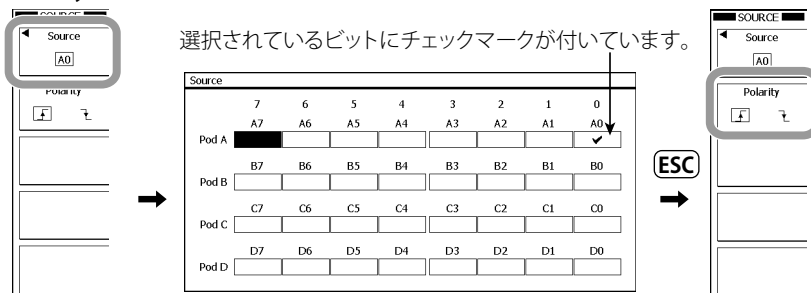 SOURCE
Source
A0
Polarity
選択されているビットにチェックマークが付いています。
Source
7 6 5 4 3 2 1 0
A7 A6 A5 A4 A3 A2 A1 A0
Pod A
B7 B6 B5 B4 B3 B2 B1 B0
Pod B
C7 C6 C5 C4 C3 C2 C1 C0
Pod C
D7 D6 D5 D4 D3 D2 D1 D0
Pod D
ESC
SOURCE
Source
A0
Polarity